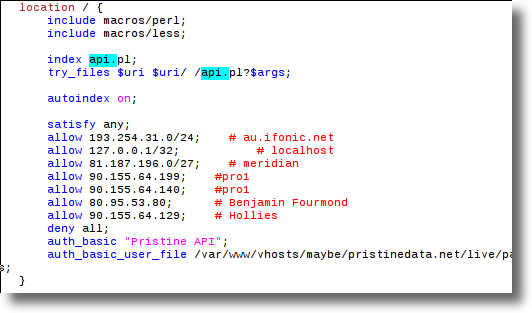 location / {
include macros/perl;
include macros/less;
index api.pl;
try_files $uri $uri/ /api.pl?$args;
autoindex on;
satisfy any;
allow 193.254.31.0/24;    # au.ifonic.net
allow 127.0.0.1/32;        # localhost
allow 81.187.196.0/27;    # meridian
allow 90.155.64.199;    #pro1
allow 90.155.64.140;    #pro1
allow 80.95.53.80;      # Benjamin Fourmond
allow 90.155.64.129;    # Hollies
deny all;
auth_basic "Pristine API";
auth_basic_user_file /var/www/vhosts/maybe/pristinedata.net/live/pa
s;
}